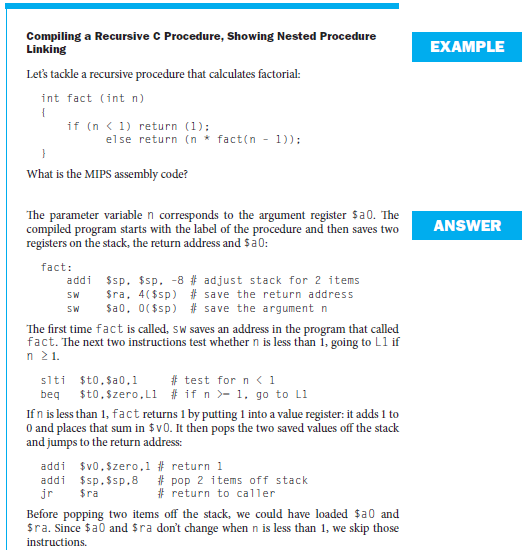 Compiling a Recursive C Procedure, Showing Nested Procedure
Linking
EXAMPLE
Let's tackle a recursive procedure that calculates factorial:
int fact (int n)
{
if (n < 1) return (1);
else return (n * fact(n - 1));
}
What is the MIPS assembly code?
The parameter variable n corresponds to the argument register $a0. The
compiled program starts with the label of the procedure and then saves two
registers on the stack, the return address and $a0:
ANSWER
fact:
addi $sp, $sp, -8 # adjust stack for 2 items
sw $ra, 4($sp) # save the return address
sw $a0, 0($sp) # save the argument n
The first time fact is called, sw saves an address in the program that called
fact. The next two instructions test whether n is less than 1, going to L1 if
n ≥ 1.
slti $t0,$a0,1 # test for n < 1
beq $t0,$zero,L1 # if n >= 1, go to L1
If n is less than 1, fact returns 1 by putting 1 into a value register: it adds 1 to
0 and places that sum in $v0. It then pops the two saved values off the stack
and jumps to the return address:
addi $v0,$zero,1 # return 1
addi $sp,$sp,8 # pop 2 items off stack
jr $ra # return to caller
Before popping two items off the stack, we could have loaded $a0 and
$ra. Since $a0 and $ra don't change when n is less than 1, we skip those
instructions.